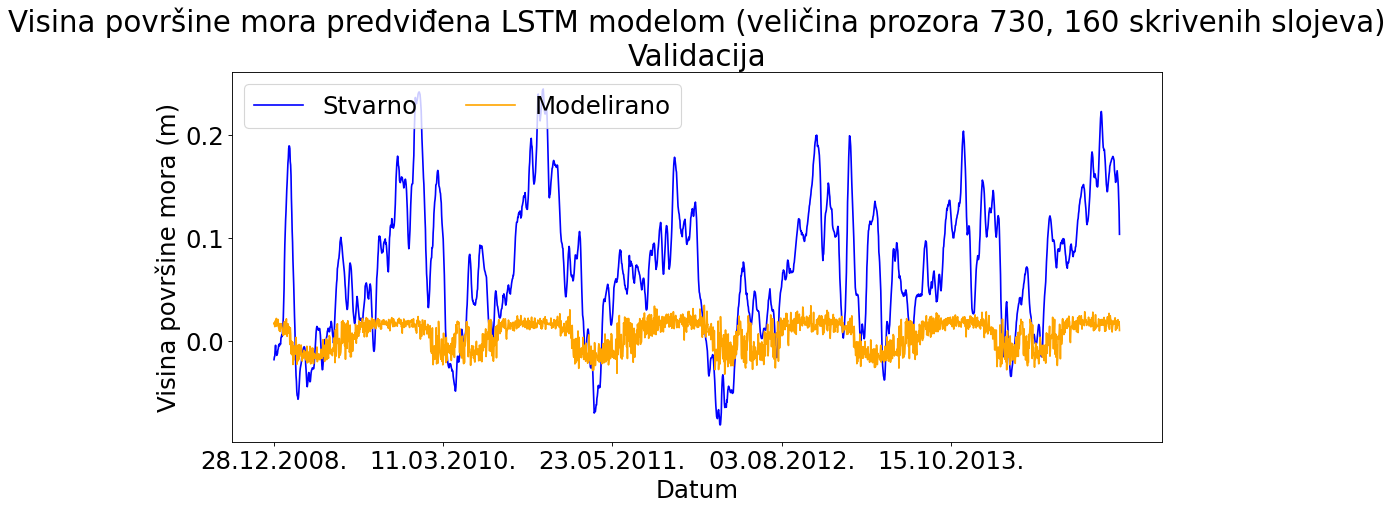 Visina površine mora predviđena LSTM modelom (veličina prozora 730, 160 skrivenih slojeva)
Validacija
Stvarno
Modelirano
Visina površine mora (m)
0.2
0.1
0.0
28.12.2008.
11.03.2010.
23.05.2011.
03.08.2012.
15.10.2013.
Datum